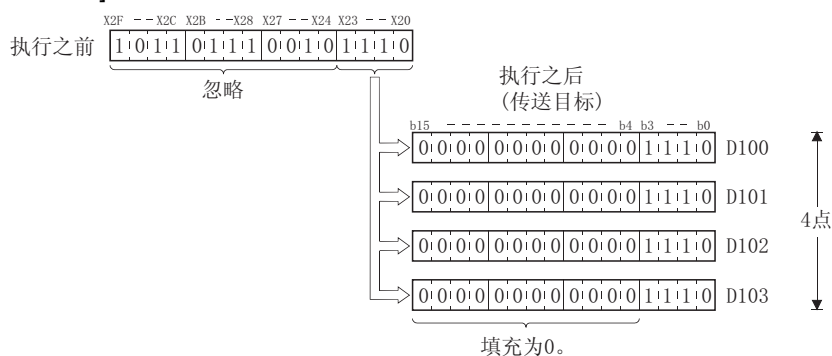 X2F -- X2C X2B -- X28 X27 -- X24 X23 -- X20
执行之前 1 0 1 1 0 1 1 1 0 0 1 0 1 1 1 0
忽略
执行之后
(传送目标)
b15 b4 b3 -- b0
0 0 0 0 0 0 0 0 0 0 0 0 1 1 1 0 D100
0 0 0 0 0 0 0 0 0 0 0 0 1 1 1 0 D101
4点
0 0 0 0 0 0 0 0 0 0 0 0 1 1 1 0 D102
0 0 0 0 0 0 0 0 0 0 0 0 1 1 1 0 D103
填充为0。